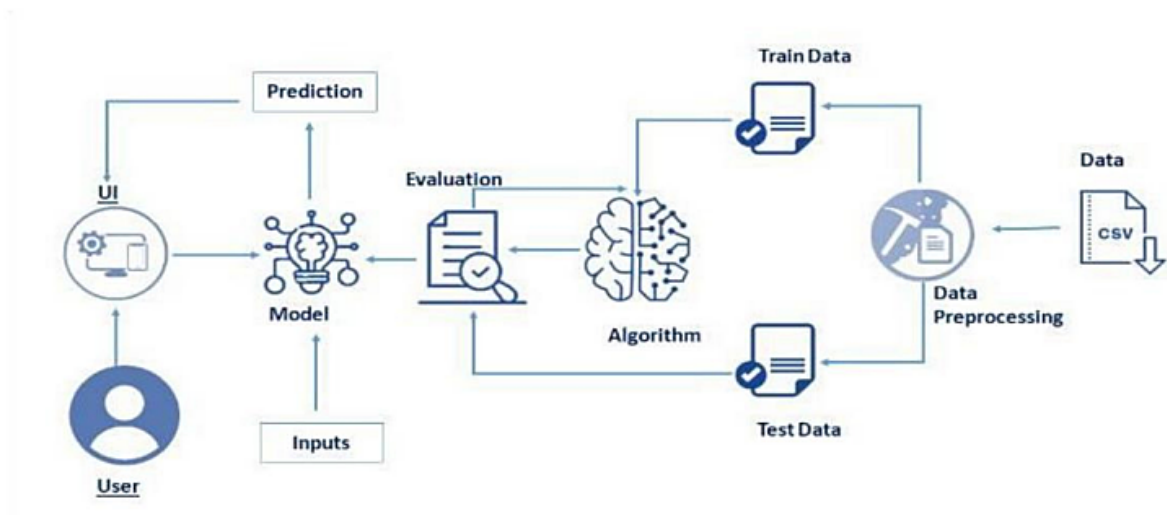 Train Data
Prediction
Data
Evaluation
UI
CSV
Model
Data
Preprocessing
Algorithm
Inputs
Test Data
User